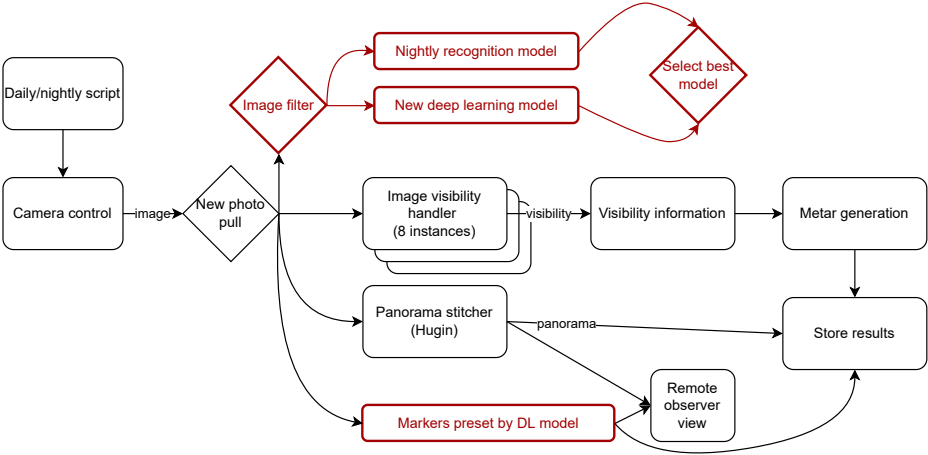 Nightly recognition model
Select best
model
Daily/nightly script
Image filter
New deep learning model
Camera control
image
New photo
pull
Image visibility
handler
(8 instances)
visibility
Visibility information
Metar generation
Panorama stitcher
(Hugin)
panorama
Store results
Remote
observer
view
Markers preset by DL model